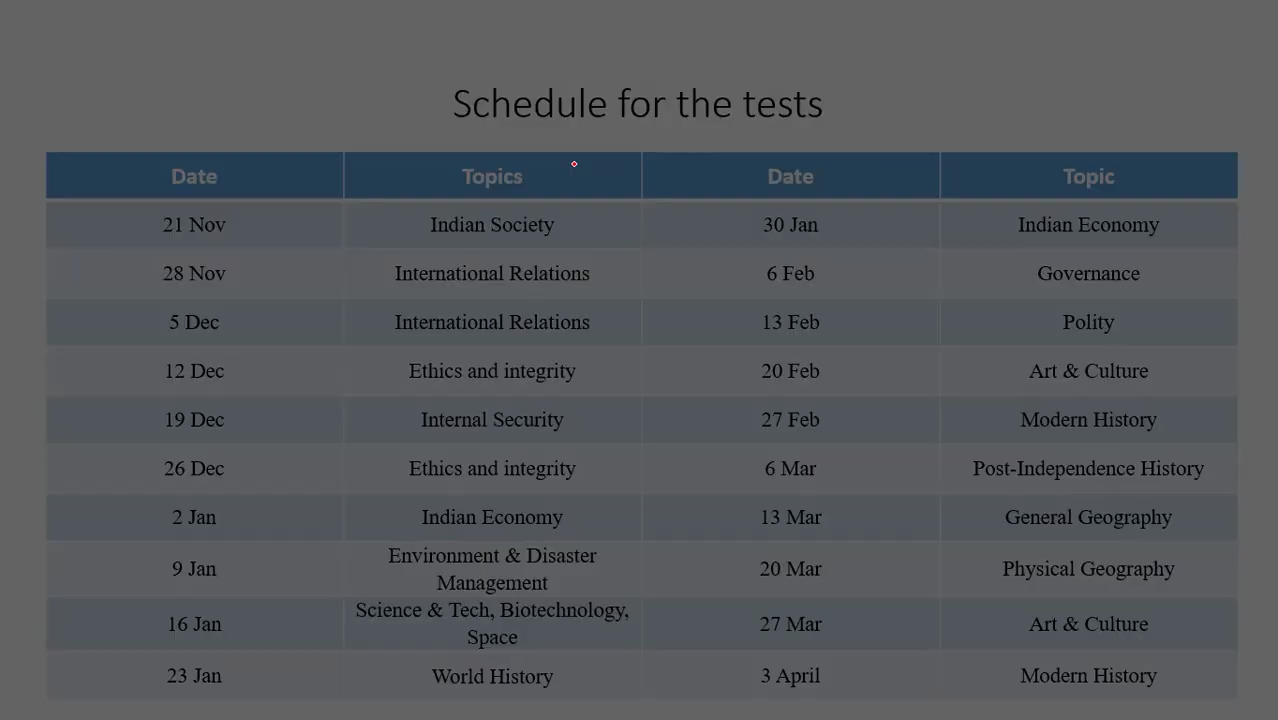 Schedule for the tests
Date Topics Date Topic
21 Nov Indian Society 30 Jan Indian Economy
28 Nov International Relations 6 Feb Governance
5 Dec International Relations 13 Feb Polity
12 Dec Ethics and integrity 20 Feb Art & Culture
19 Dec Internal Security 27 Feb Modern History
26 Dec Ethics and integrity 6 Mar Post-Independence History
2 Jan Indian Economy 13 Mar General Geography
9 Jan Environment & Disaster
Management 20 Mar Physical Geography
16 Jan Science & Tech, Biotechnology,
Space 27 Mar Art & Culture
23 Jan World History 3 April Modern History